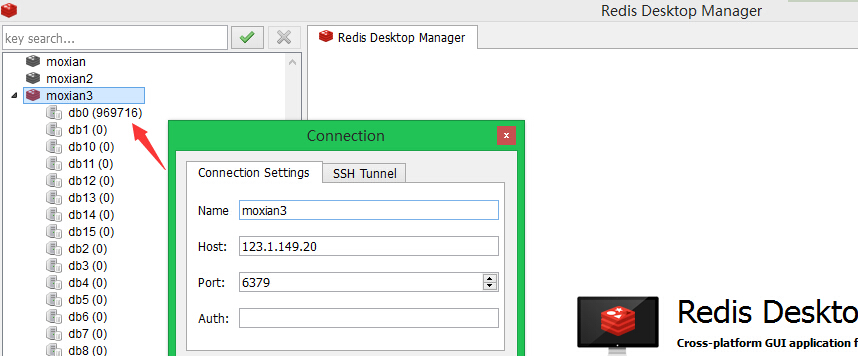 Redis Desktop Manager
key search...
Redis Desktop Manager
moxian
moxian2
moxian3
db0 (969716)
db1 (0)
db10 (0)
db11 (0)
db12 (0)
db13 (0)
db14 (0)
db15 (0)
db2 (0)
db3 (0)
db4 (0)
db5 (0)
db6 (0)
db7 (0)
db8 (0)
Connection
x
Connection Settings
SSH Tunnel
Name
moxian3
Host:
123.1.149.20
Port:
6379
Auth:
Redis Deskto
Cross-platform GUI application f